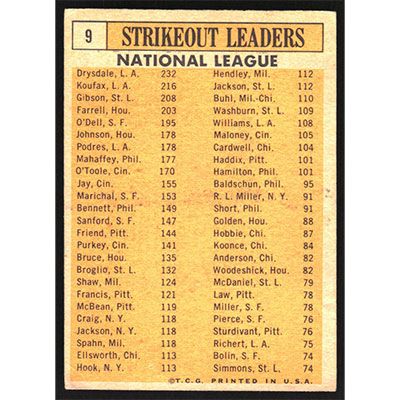 9 STRIKEOUT LEADERS
NATIONAL LEAGUE
Drysdale, L. A. 232
Koufax, L. A. 216
Gibson, St. L. 208
Farrell, Hou. 203
O'Dell, S. F. 195
Johnson, Hou. 178
Podres, L. A. 178
Mahaffey, Phil. 177
O'Toole, Cin. 170
Jay, Cin. 155
Marichal, S. F. 153
Bennett, Phil. 149
Sanford, S. F. 147
Friend, Pitt. 144
Purkey, Cin. 141
Bruce, Hou. 135
Broglio, St. L. 132
Shaw, Mil. 124
Francis, Pitt. 121
McBean, Pitt. 119
Craig, N. Y. 118
Jackson, N. Y. 118
Spahn, Mil. 118
Ellsworth, Chi. 113
Hook, N. Y. 113
Hendley, Mil. 112
Jackson, St. L. 112
Buhl, Mil.-Chi. 110
Washburn, St. L. 109
Williams, L. A. 108
Maloney, Cin. 105
Cardwell, Chi. 104
Haddix, Pitt. 101
Hamilton, Phil. 101
Baldschun, Phil. 95
R. L. Miller, N. Y. 91
Short, Phil. 91
Golden, Hou. 88
Hobbie, Chi. 87
Koonce, Chi. 84
Anderson, Chi. 82
Woodeshick, Hou. 82
McDaniel, St. L. 79
Law, Pitt. 78
Miller, S. F. 78
Pierce, S. F. 76
Sturdivant, Pitt. 76
Richert, L. A. 75
Bolin, S. F. 74
Simmons, St. L. 74
©T.C.G. PRINTED IN U.S.A.